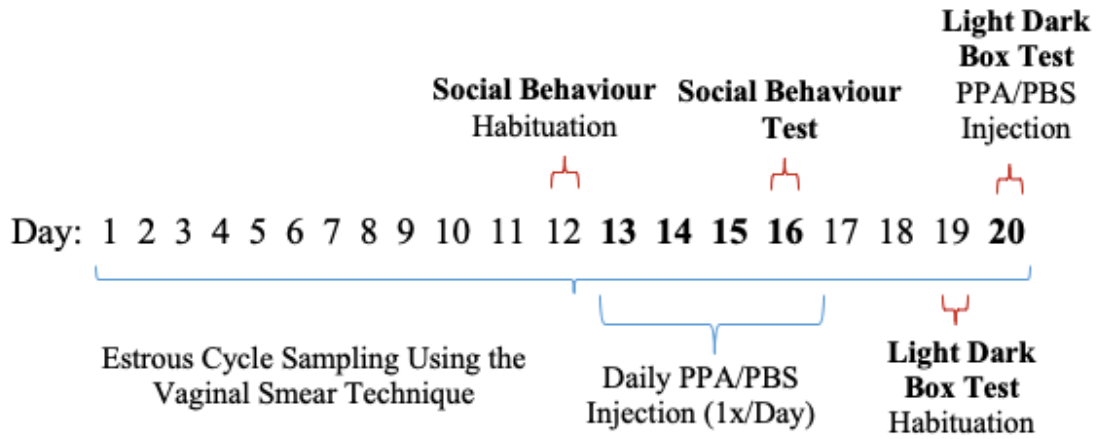 Light Dark
Box Test
PPA/PBS
Injection
Social Behaviour
Habituation
Social Behaviour
Test
Day: 1 2 3 4 5 6 7 8 9 10 11 12 13 14 15 16 17 18 19 20
Estrous Cycle Sampling Using the
Vaginal Smear Technique
Daily PPA/PBS
Injection (1x/Day)
Light Dark
Box Test
Habituation